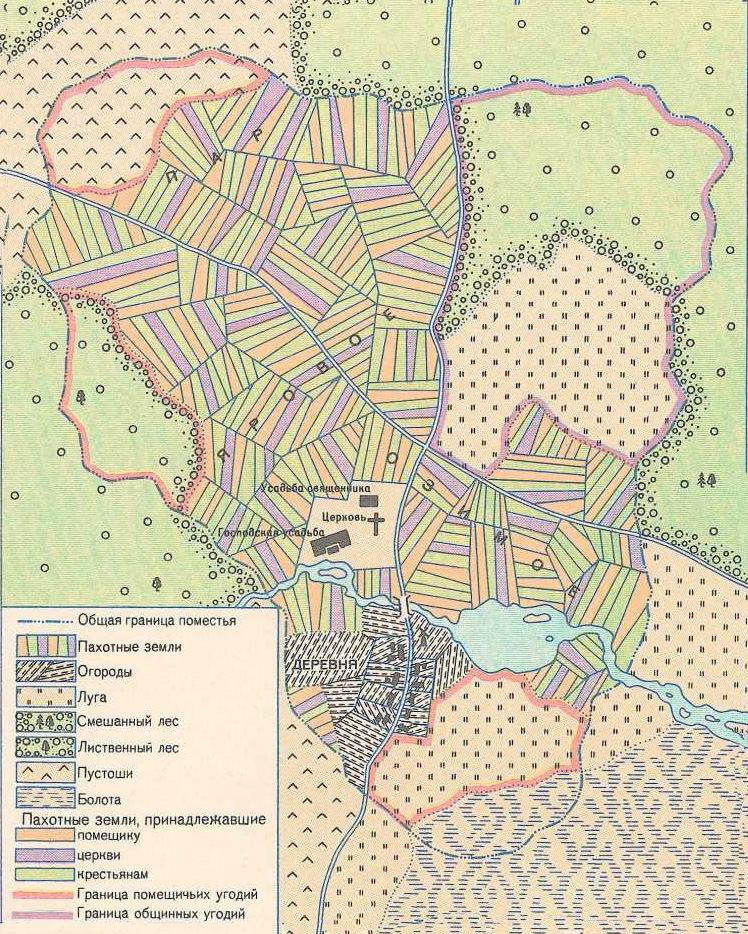 ПАР
ЯРОВОЕ
ОЗИМОЕ
Усадьба священника
Церковь
Господская усадьба
ДЕРЕВНЯ
Общая граница поместья
Пахотные земли
Огороды
Луга
Смешанный лес
Лиственный лес
Пустоши
Болота
Пахотные земли, принадлежавшие
помещику
церкви
крестьянам
Граница помещичьих угодий
Граница общинных угодий